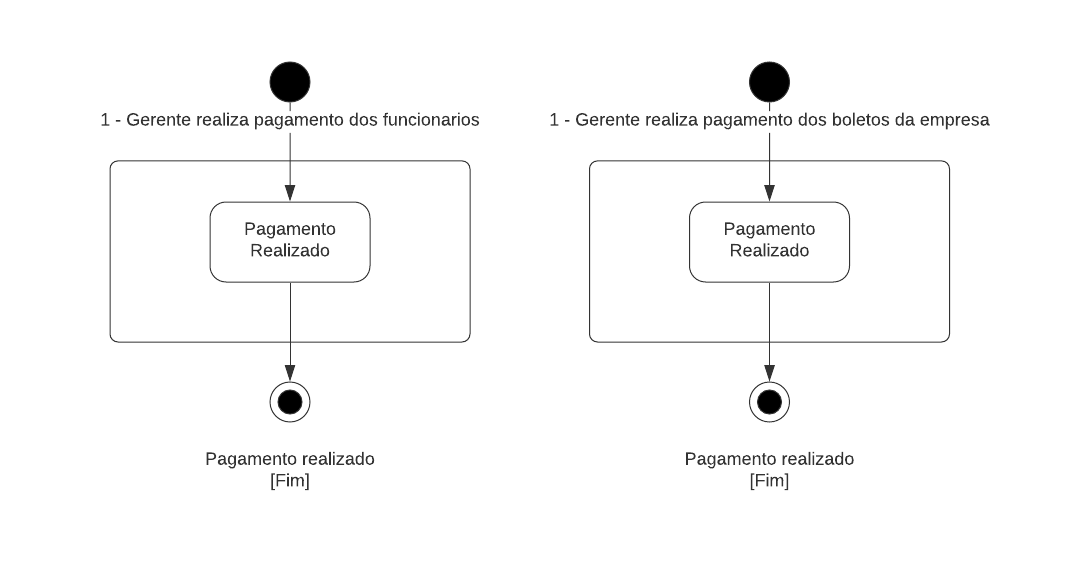 1 - Gerente realiza pagamento dos funcionarios
Pagamento
Realizado
Pagamento realizado
[Fim]
1 - Gerente realiza pagamento dos boletos da empresa
Pagamento
Realizado
Pagamento realizado
[Fim]